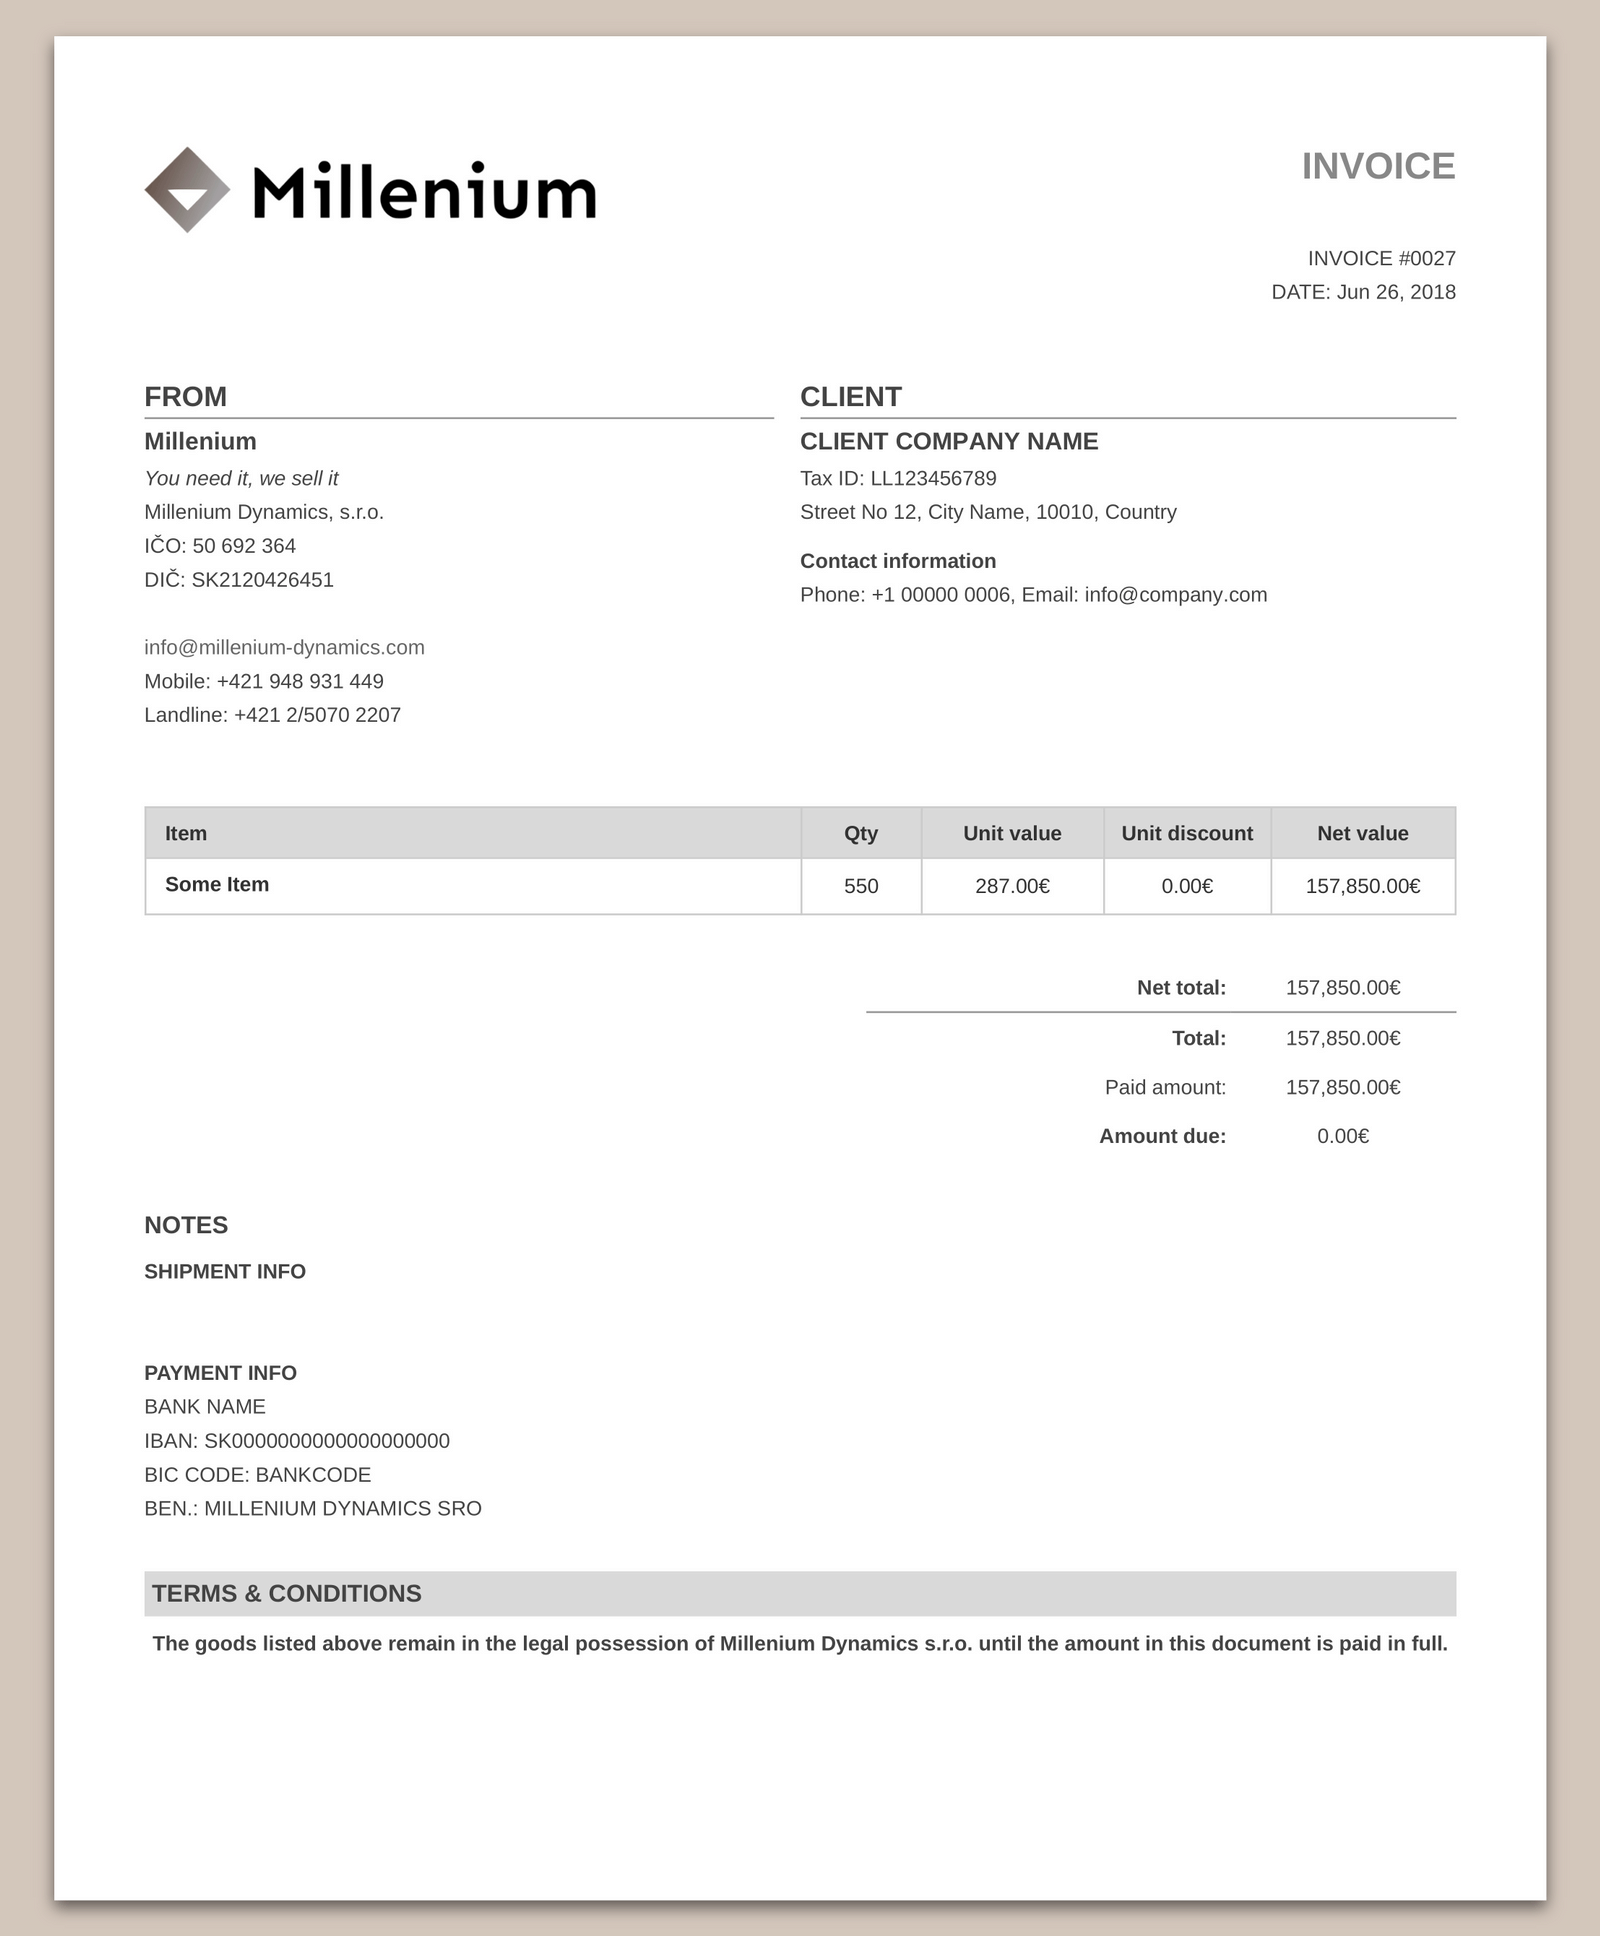 Millenium
INVOICE
INVOICE #0027
DATE: Jun 26, 2018
FROM
Millenium
You need it, we sell it
Millenium Dynamics, s.r.o.
IČO: 50 692 364
DIČ: SK2120426451
info@millenium-dynamics.com
Mobile: +421 948 931 449
Landline: +421 2/5070 2207
CLIENT
CLIENT COMPANY NAME
Tax ID: LL123456789
Street No 12, City Name, 10010, Country
Contact information
Phone: +1 00000 0006, Email: info@company.com
Item Qty Unit value Unit discount Net value
Some Item 550 287.00€ 0.00€ 157,850.00€
Net total: 157,850.00€
Total: 157,850.00€
Paid amount: 157,850.00€
Amount due: 0.00€
NOTES
SHIPMENT INFO
PAYMENT INFO
BANK NAME
IBAN: SK0000000000000000000
BIC CODE: BANKCODE
BEN.: MILLENIUM DYNAMICS SRO
TERMS & CONDITIONS
The goods listed above remain in the legal possession of Millenium Dynamics s.r.o. until the amount in this document is paid in full.